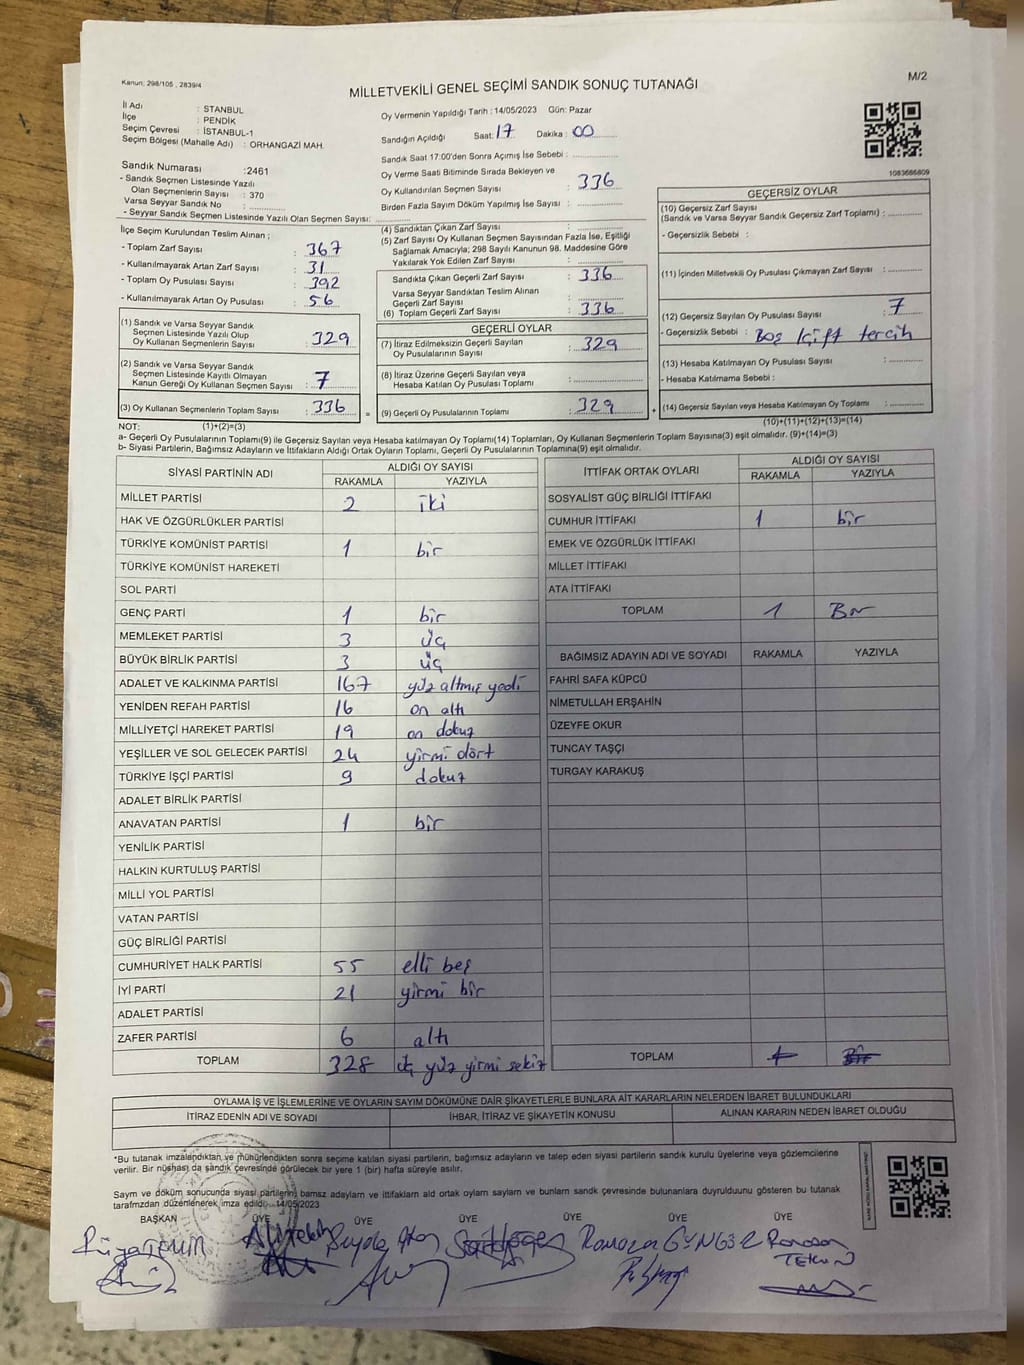 Kanun: 298/105 , 2839/4
MİLLETVEKİLİ GENEL SEÇİMİ SANDIK SONUÇ TUTANAĞI
M/2
İl Adı : STANBUL
İlçe : PENDİK
Seçim Çevresi : İSTANBUL-1
Seçim Bölgesi (Mahalle Adı) : ORHANGAZİ MAH.
Oy Vermenin Yapıldığı Tarih : 14/05/2023 Gün: Pazar
Sandığın Açıldığı Saat: 17 Dakika : 00
Sandık Saat 17:00'den Sonra Açımış İse Sebebi :
Oy Verme Saati Bitiminde Sırada Bekleyen ve
Oy Kullandırılan Seçmen Sayısı : 336
Birden Fazla Sayım Döküm Yapılmış İse Sayısı :
1083686809
Sandık Numarası :2461
- Sandık Seçmen Listesinde Yazılı
Olan Seçmenlerin Sayısı : 370
Varsa Seyyar Sandık No :
- Seyyar Sandık Seçmen Listesinde Yazılı Olan Seçmen Sayısı:
İlçe Seçim Kurulundan Teslim Alınan ;
- Toplam Zarf Sayısı : 367
- Kullanılmayarak Artan Zarf Sayısı : 31
- Toplam Oy Pusulası Sayısı : 392
- Kullanılmayarak Artan Oy Pusulası : 56
(1) Sandık ve Varsa Seyyar Sandık
Seçmen Listesinde Yazılı Olup
Oy Kullanan Seçmenlerin Sayısı : 329
(2) Sandık ve Varsa Seyyar Sandık
Seçmen Listesinde Kayıtlı Olmayan
Kanun Gereği Oy Kullanan Seçmen Sayısı : 7
(3) Oy Kullanan Seçmenlerin Toplam Sayısı : 336
(4) Sandıktan Çıkan Zarf Sayısı :
(5) Zarf Sayısı Oy Kullanan Seçmen Sayısından Fazla İse, Eşitliği
Sağlamak Amacıyla; 298 Sayılı Kanunun 98. Maddesine Göre
Yakılarak Yok Edilen Zarf Sayısı :
Sandıkta Çıkan Geçerli Zarf Sayısı : 336
Varsa Seyyar Sandıktan Teslim Alınan
Geçerli Zarf Sayısı :
(6) Toplam Geçerli Zarf Sayısı : 336
GEÇERLİ OYLAR
(7) İtiraz Edilmeksizin Geçerli Sayılan
Oy Pusulalarının Sayısı : 329
(8) İtiraz Üzerine Geçerli Sayılan veya
Hesaba Katılan Oy Pusulası Toplamı :
= (9) Geçerli Oy Pusulalarının Toplamı : 329
GEÇERSİZ OYLAR
(10) Geçersiz Zarf Sayısı
(Sandık ve Varsa Seyyar Sandık Geçersiz Zarf Toplamı) :
- Geçersizlik Sebebi :
(11) İçinden Milletvekili Oy Pusulası Çıkmayan Zarf Sayısı :
(12) Geçersiz Sayılan Oy Pusulası Sayısı : 7
- Geçersizlik Sebebi : Boş / Çift tercih
(13) Hesaba Katılmayan Oy Pusulası Sayısı :
- Hesaba Katılmama Sebebi :
+ (14) Geçersiz Sayılan veya Hesaba Katılmayan Oy Toplamı :
NOT: (1)+(2)=(3)
(10)+(11)+(12)+(13)=(14)
a- Geçerli Oy Pusulalarının Toplamı(9) ile Geçersiz Sayılan veya Hesaba katılmayan Oy Toplamı(14) Toplamları, Oy Kullanan Seçmenlerin Toplam Sayısına(3) eşit olmalıdır. (9)+(14)=(3)
b- Siyasi Partilerin, Bağımsız Adayların ve İttifakların Aldığı Oy Ortak Oyların Toplamı, Geçerli Oy Pusulalarının Toplamına(9) eşit olmalıdır.
SİYASİ PARTİNİN ADI ALDIĞI OY SAYISI
RAKAMLA YAZIYLA
MİLLET PARTİSİ 2 iki
HAK VE ÖZGÜRLÜKLER PARTİSİ
TÜRKİYE KOMÜNİST PARTİSİ 1 bir
TÜRKİYE KOMÜNİST HAREKETİ
SOL PARTİ
GENÇ PARTİ 1 bir
MEMLEKET PARTİSİ 3 üç
BÜYÜK BİRLİK PARTİSİ 3 üç
ADALET VE KALKINMA PARTİSİ 167 yüz altmış yedi
YENİDEN REFAH PARTİSİ 16 on altı
MİLLİYETÇİ HAREKET PARTİSİ 19 on dokuz
YEŞİLLER VE SOL GELECEK PARTİSİ 24 yirmi dört
TÜRKİYE İŞÇİ PARTİSİ 9 dokuz
ADALET BİRLİK PARTİSİ
ANAVATAN PARTİSİ 1 bir
YENİLİK PARTİSİ
HALKIN KURTULUŞ PARTİSİ
MİLLİ YOL PARTİSİ
VATAN PARTİSİ
GÜÇ BİRLİĞİ PARTİSİ
CUMHURİYET HALK PARTİSİ 55 elli beş
İYİ PARTİ 21 yirmi bir
ADALET PARTİSİ
ZAFER PARTİSİ 6 altı
TOPLAM 328 üç yüz yirmi sekiz
İTTİFAK ORTAK OYLARI ALDIĞI OY SAYISI
RAKAMLA YAZIYLA
SOSYALİST GÜÇ BİRLİĞİ İTTİFAKI
CUMHUR İTTİFAKI 1 bir
EMEK VE ÖZGÜRLÜK İTTİFAKI
MİLLET İTTİFAKI
ATA İTTİFAKI
TOPLAM 1 Bir
BAĞIMSIZ ADAYIN ADI VE SOYADI RAKAMLA YAZIYLA
FAHRİ SAFA KÜPCÜ
NİMETULLAH ERŞAHİN
ÜZEYFE OKUR
TUNCAY TAŞÇI
TURGAY KARAKUŞ
TOPLAM 1 Bir
OYLAMA İŞ VE İŞLEMLERİNE VE OYLARIN SAYIM DÖKÜMÜNE DAİR ŞİKAYETLERLE BUNLARA AİT KARARLARIN NELERDEN İBARET BULUNDUKLARI
İTİRAZ EDENİN ADI VE SOYADI İHBAR, İTİRAZ VE ŞİKAYETİN KONUSU ALINAN KARARIN NEDEN İBARET OLDUĞU
*Bu tutanak imzalandıktan ve mühürlendikten sonra seçime katılan siyasi partilerin, bağımsız adayların ve talep eden siyasi partilerin sandık kurulu üyelerine veya gözlemcilerine
verilir. Bir nüshası da sandık çevresinde görülecek bir yere 1 (bir) hafta süreyle asılır.
Sayım ve döküm sonucunda siyasi partilerin, bamsz adaylarn ve ittifaklarn ald ortak oylarn saylarn ve bunlarn sandk çevresinde bulunanlara duyrulduunu gösteren bu tutanak
tarafmzdan düzenlenerek imza edildi. 14/05/2023
BAŞKAN ÜYE ÜYE ÜYE ÜYE ÜYE ÜYE
Ramazan GÜNGÖR Ramazan
TEKİN